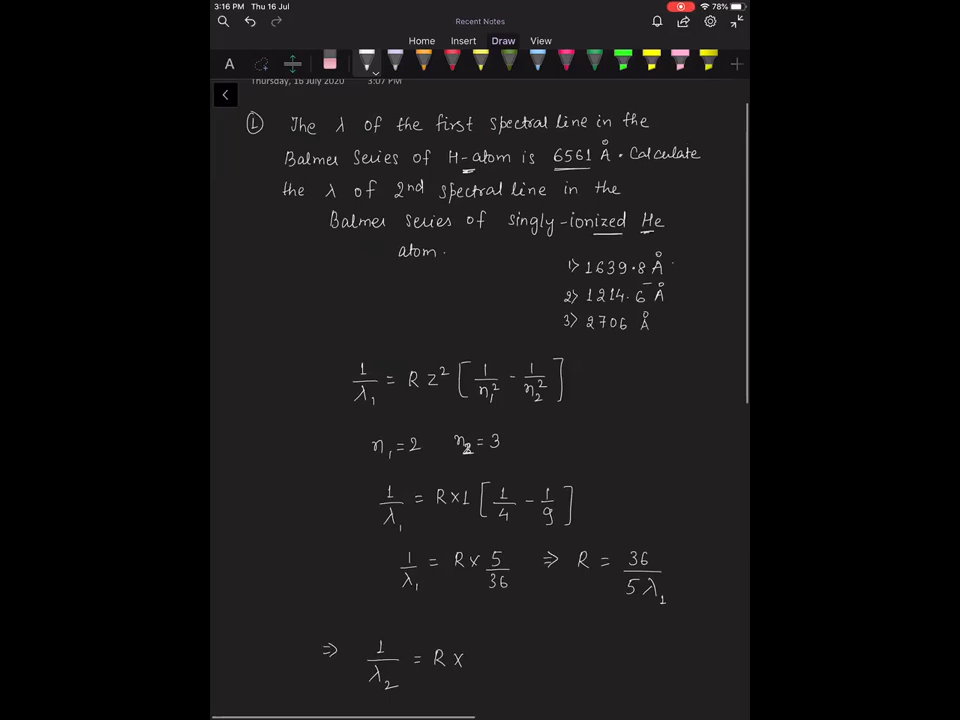 3:16 PM Thu 16 Jul
78%
Recent Notes
Home Insert Draw View
A
Thursday, 16 July 2020 3:07 PM
1 The λ of the first spectral line in the
Balmer Series of H-atom is 6561 Å. Calculate
the λ of 2nd spectral line in the
Balmer series of singly-ionized He
atom.
1> 1639.8 Å
2> 1214.6 Å
3> 2706 Å
1/λ₁ = R Z² [1/n₁² - 1/n₂²]
n₁ = 2 n₂ = 3
1/λ₁ = R×1 [1/4 - 1/9]
1/λ₁ = R× 5/36 ⇒ R = 36/5λ₁
⇒ 1/λ₂ = R×